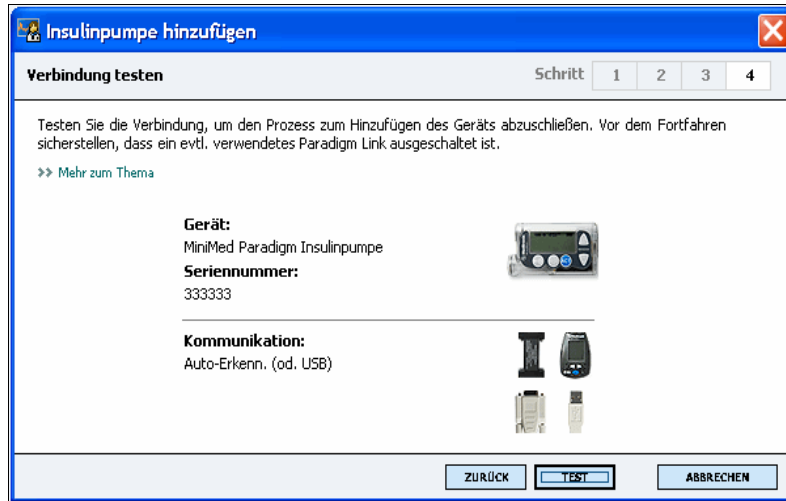 Insulinpumpe hinzufügen
Verbindung testen
Schritt 1 2 3 4
Testen Sie die Verbindung, um den Prozess zum Hinzufügen des Geräts abzuschließen. Vor dem Fortfahren
sicherstellen, dass ein evtl. verwendetes Paradigm Link ausgeschaltet ist.
>> Mehr zum Thema
Gerät:
MiniMed Paradigm Insulinpumpe
Seriennummer:
333333
Kommunikation:
Auto-Erkenn. (od. USB)
ZURÜCK TEST ABBRECHEN